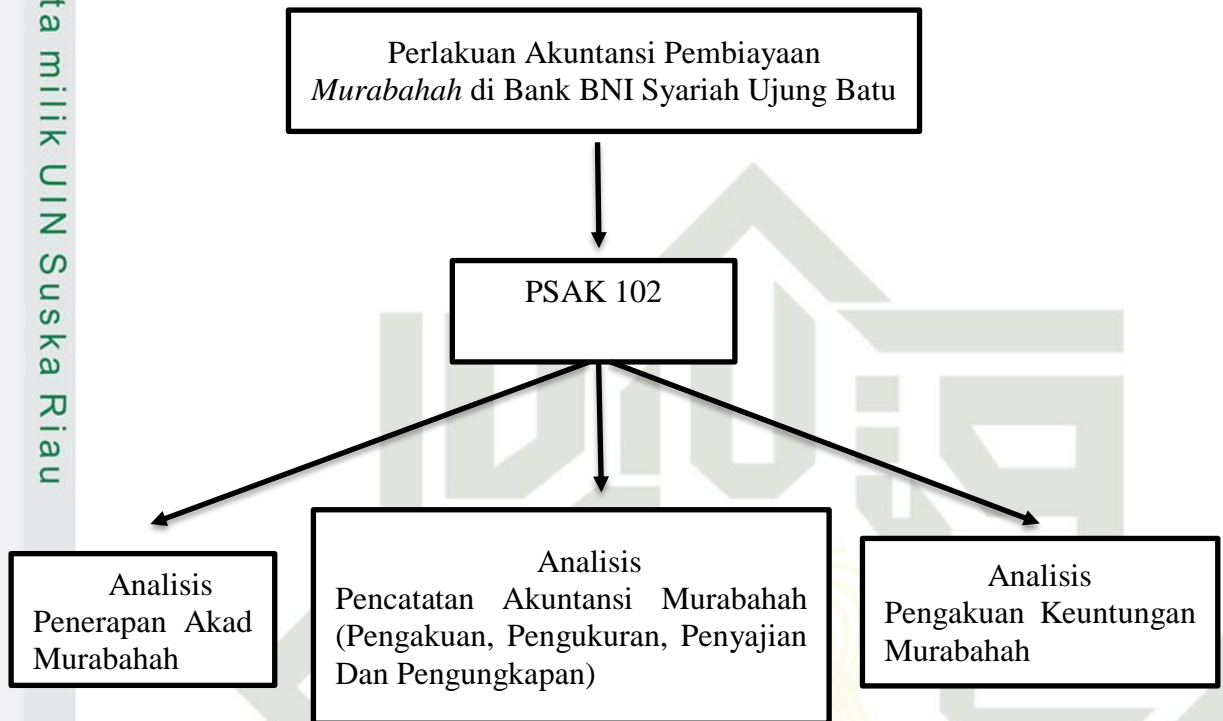 ta milik UIN Suska Riau
Perlakuan Akuntansi Pembiayaan
Murabahah di Bank BNI Syariah Ujung Batu
PSAK 102
Analisis
Penerapan Akad
Murabahah
Analisis
Pencatatan Akuntansi Murabahah
(Pengakuan, Pengukuran, Penyajian
Dan Pengungkapan)
Analisis
Pengakuan Keuntungan
Murabahah